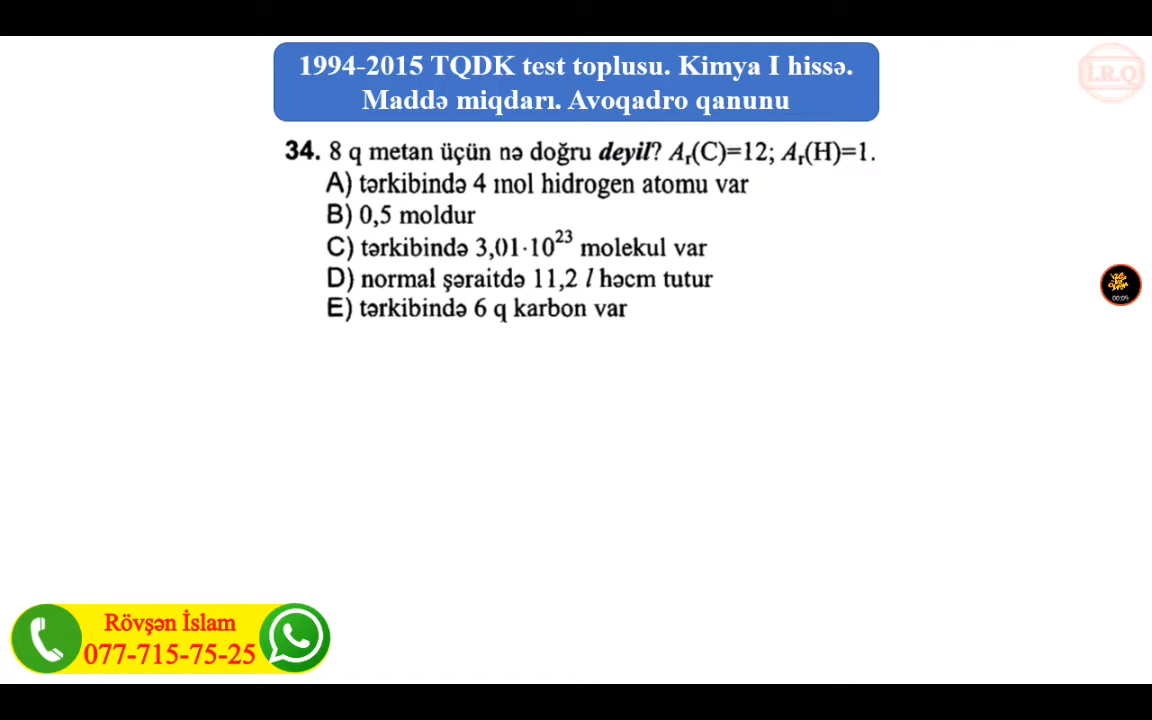 1994-2015 TQDK test toplusu. Kimya I hissə.
Maddə miqdarı. Avoqadro qanunu
I.R.Q
34. 8 q metan üçün nə doğru deyil? Aᵣ(C)=12; Aᵣ(H)=1.
A) tərkibində 4 mol hidrogen atomu var
B) 0,5 moldur
C) tərkibində 3,01·10²³ molekul var
D) normal şəraitdə 11,2 l həcm tutur
E) tərkibində 6 q karbon var
00:09
Rövşən İslam
077-715-75-25